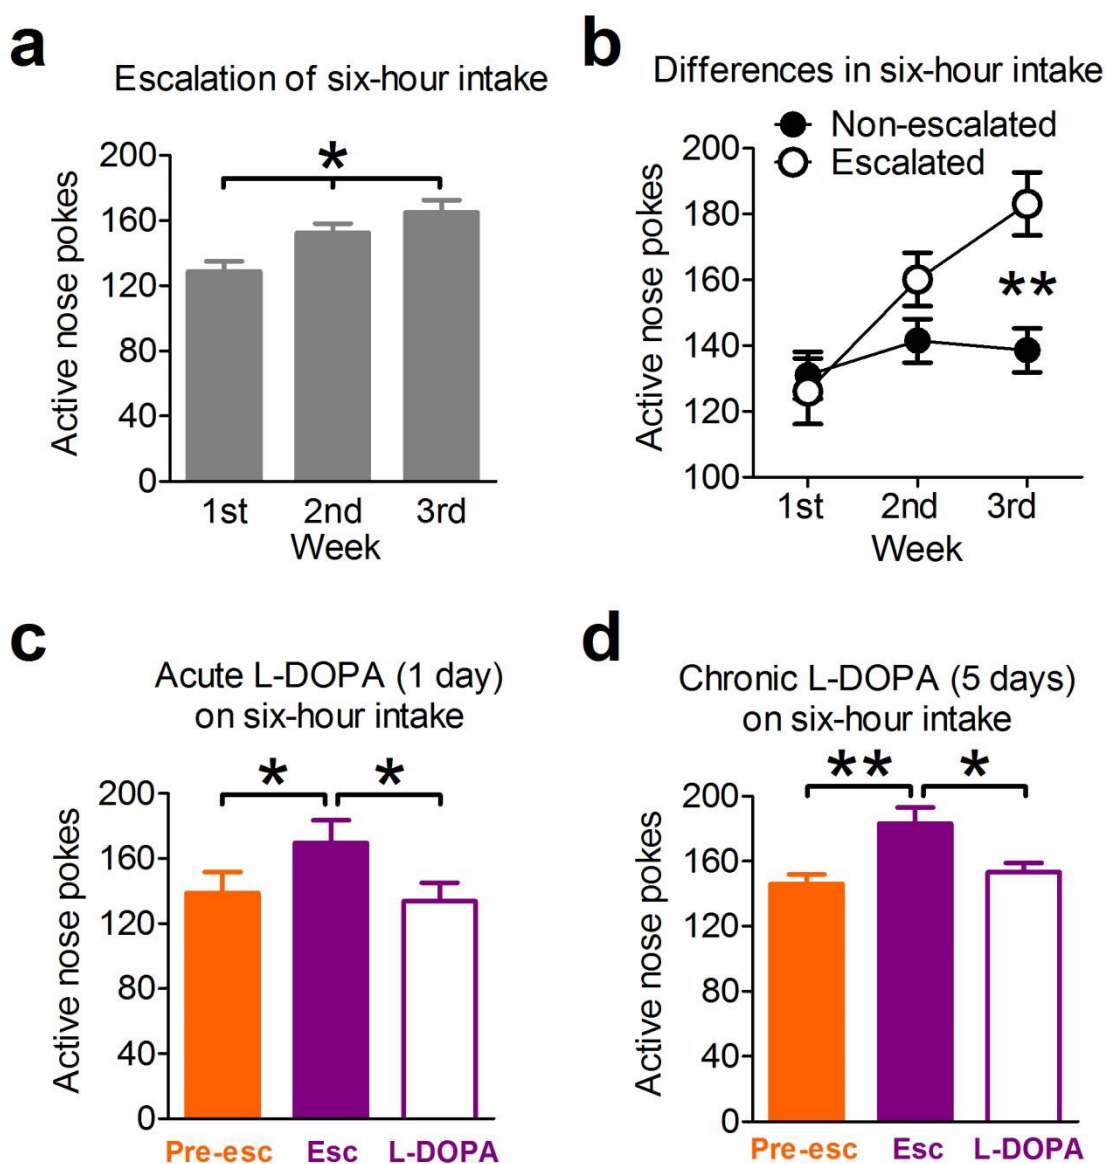 a
Escalation of six-hour intake
Active nose pokes
200
160
120
80
40
0
*
1st 2nd 3rd
Week
b
Differences in six-hour intake
Non-escalated
Escalated
Active nose pokes
200
180
160
140
120
100
**
1st 2nd 3rd
Week
c
Acute L-DOPA (1 day)
on six-hour intake
Active nose pokes
200
160
120
80
40
0
* *
Pre-esc Esc L-DOPA
d
Chronic L-DOPA (5 days)
on six-hour intake
Active nose pokes
200
160
120
80
40
0
** *
Pre-esc Esc L-DOPA